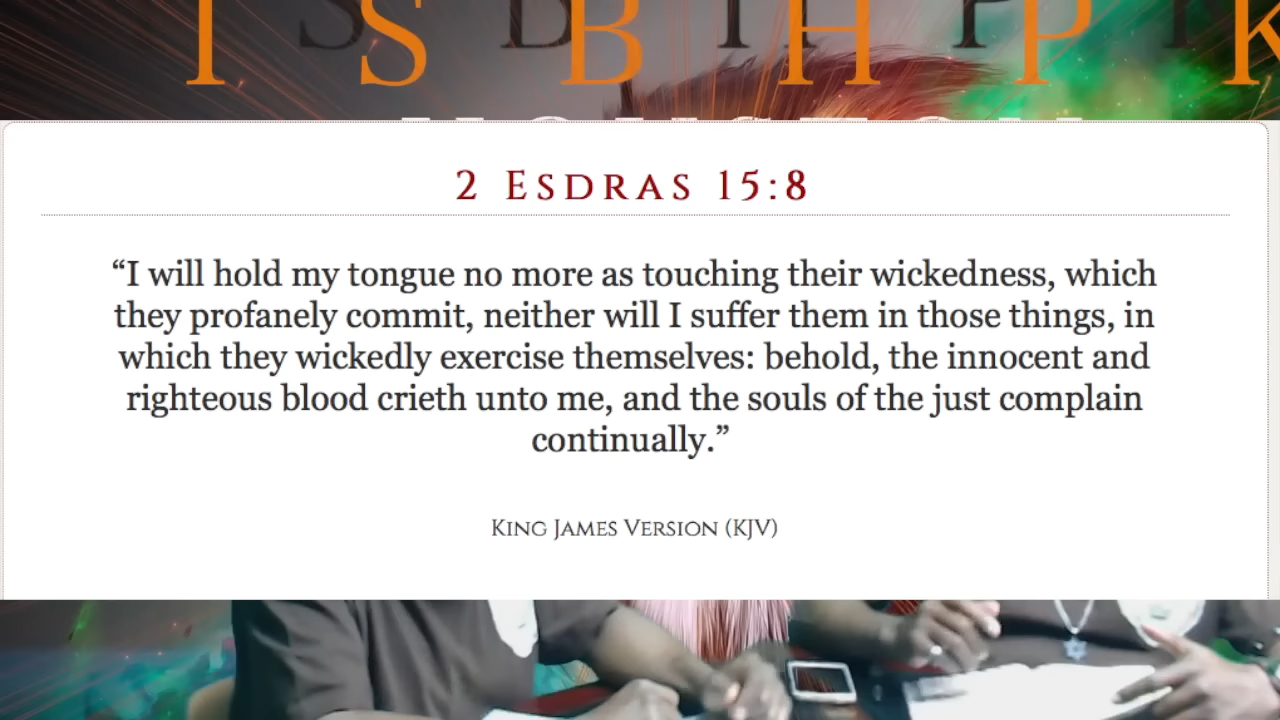 I S B H P K
2 ESDRAS 15:8
“I will hold my tongue no more as touching their wickedness, which
they profanely commit, neither will I suffer them in those things, in
which they wickedly exercise themselves: behold, the innocent and
righteous blood crieth unto me, and the souls of the just complain
continually.”
KING JAMES VERSION (KJV)